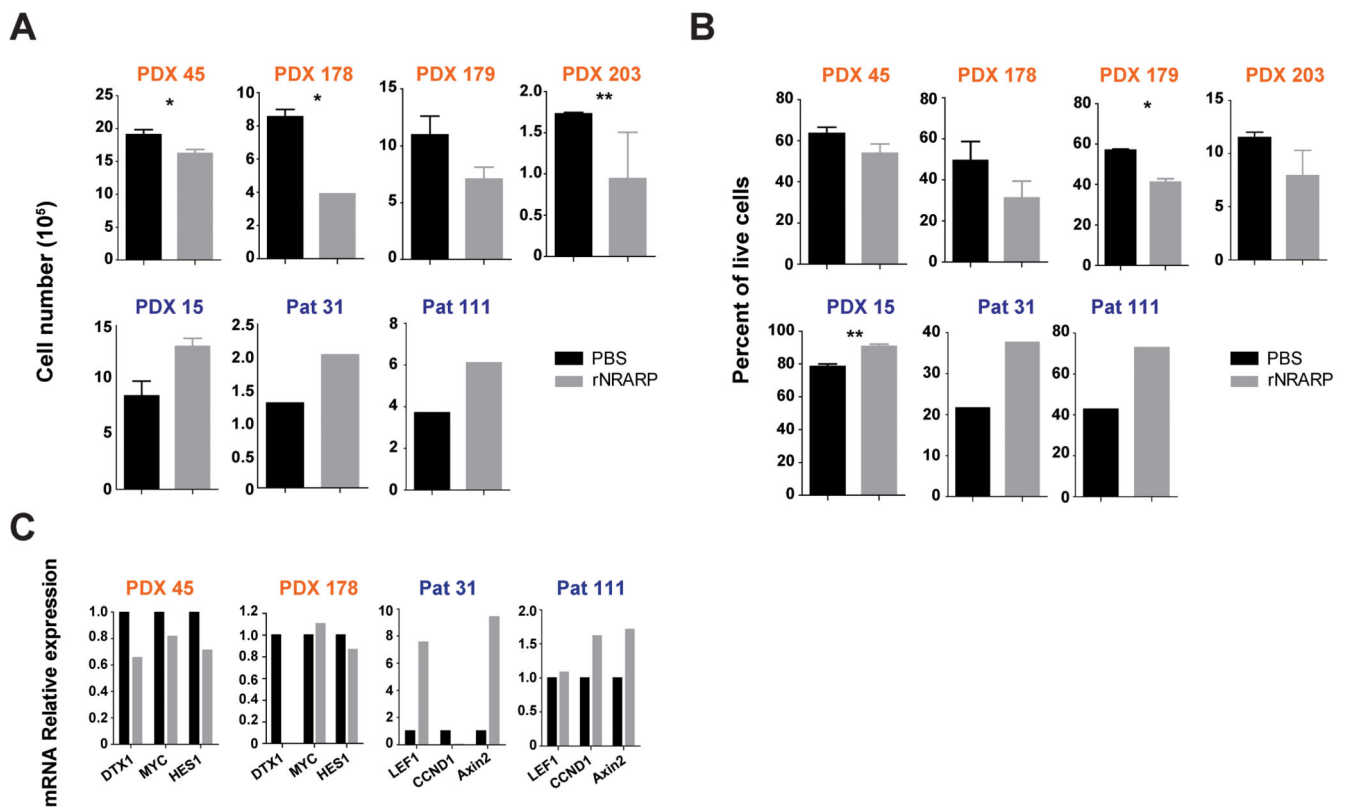 A
B
PDX 45
PDX 178
PDX 179
PDX 203
PDX 45
PDX 178
PDX 179
PDX 203
Cell number (10⁵)
25
20
15
10
5
0
*
10
8
6
4
2
0
*
15
10
5
0
2.0
1.5
1.0
0.5
0
**
Percent of live cells
80
60
40
20
0
80
60
40
20
0
80
60
40
20
0
*
15
10
5
0
PDX 15
Pat 31
Pat 111
PDX 15
Pat 31
Pat 111
15
10
5
0
2.5
2.0
1.5
1.0
0.5
0
8
6
4
2
0
PBS
rNRARP
100
80
60
40
20
0
**
40
30
20
10
0
80
60
40
20
0
PBS
rNRARP
C
mRNA Relative expression
PDX 45
PDX 178
Pat 31
Pat 111
1.0
0.8
0.6
0.4
0.2
0
DTX1
MYC
HES1
1.2
1.0
0.8
0.6
0.4
0.2
0
DTX1
MYC
HES1
10
8
6
4
2
0
LEF1
CCND1
Axin2
2.0
1.5
1.0
0.5
0
LEF1
CCND1
Axin2